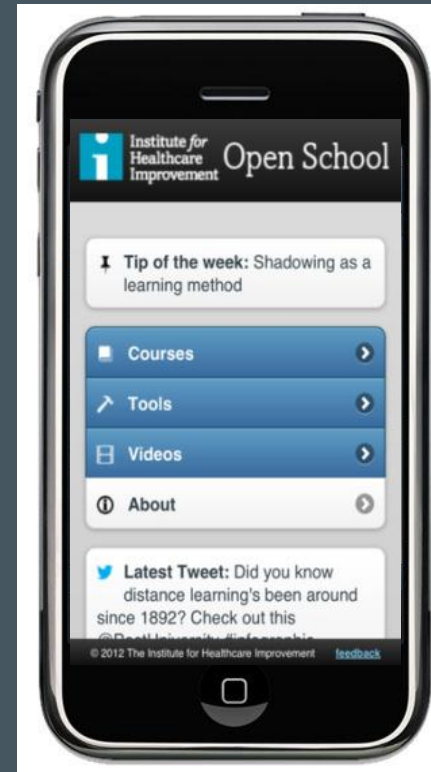 Institute for
Healthcare
Improvement
Open School
Tip of the week: Shadowing as a
learning method
Courses
Tools
Videos
About
Latest Tweet: Did you know
distance learning's been around
since 1892? Check out this
© 2012 The Institute for Healthcare Improvement feedback